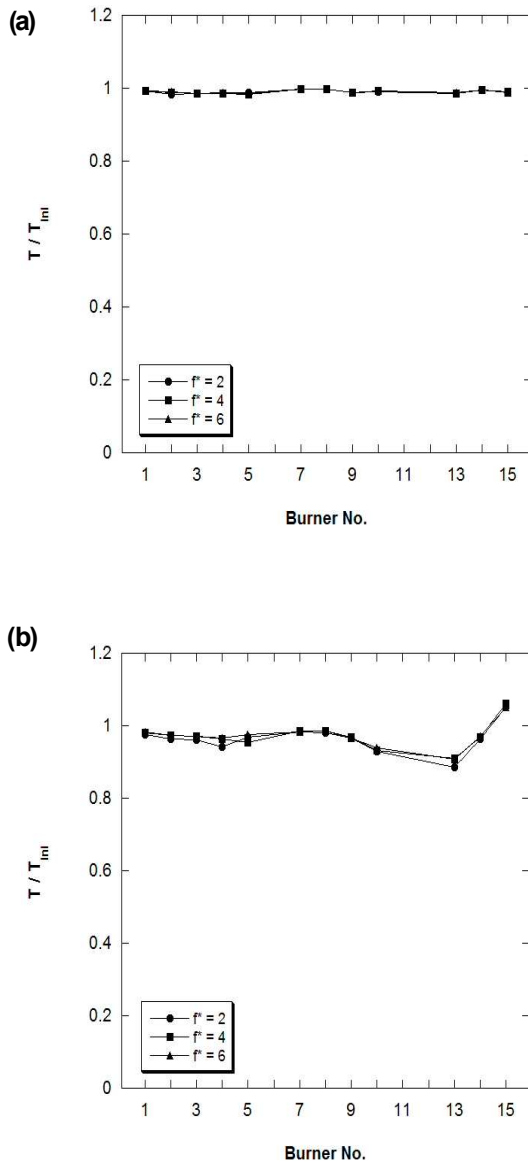 (a)
1.2
1
0.8
0.6
0.4
0.2
0
T / T_inl
f* = 2
f* = 4
f* = 6
1 3 5 7 9 11 13 15
Burner No.
(b)
1.2
1
0.8
0.6
0.4
0.2
0
T / T_inl
f* = 2
f* = 4
f* = 6
1 3 5 7 9 11 13 15
Burner No.